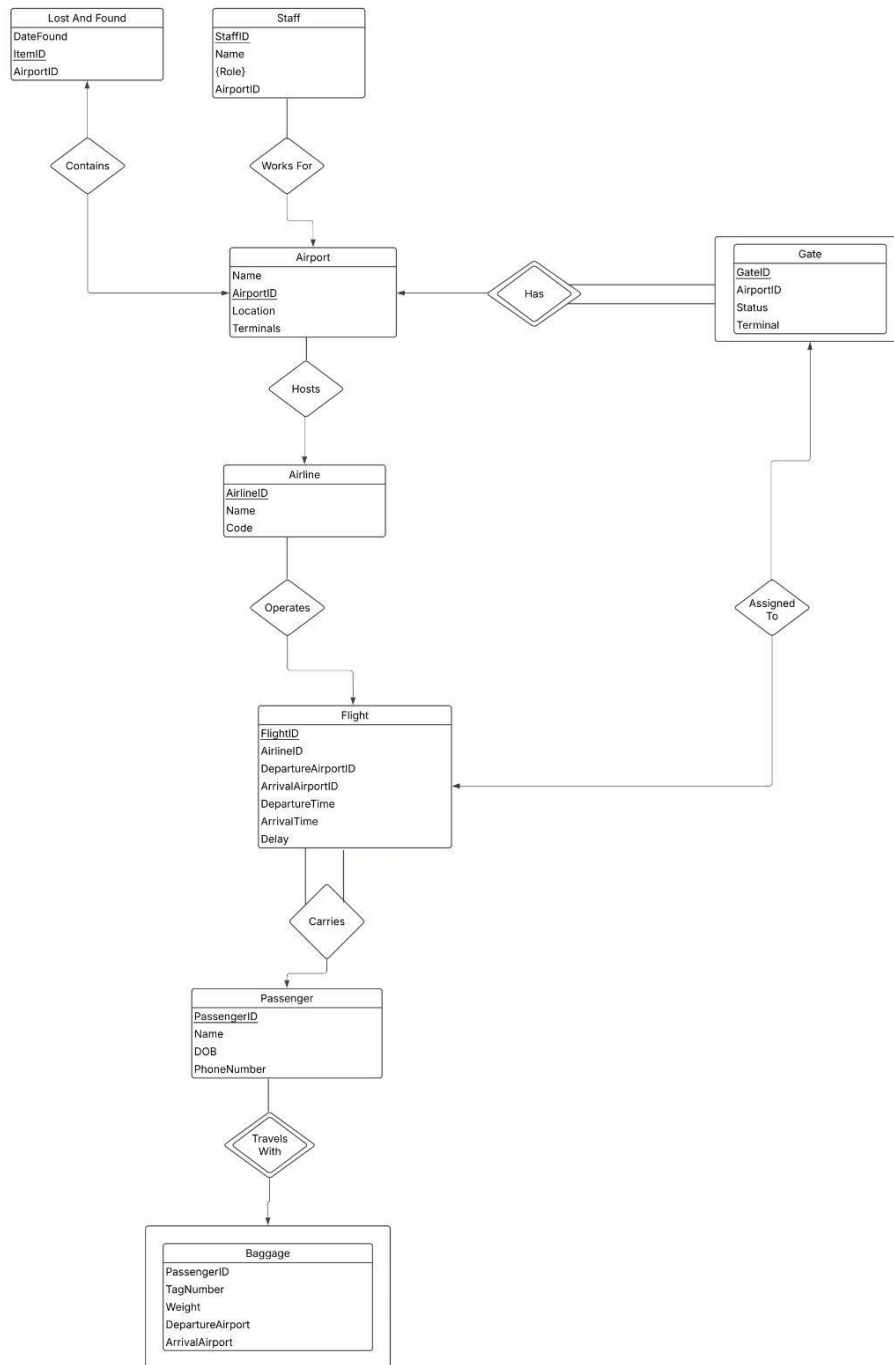 Lost And Found
DateFound
ItemID
AirportID
Staff
StaffID
Name
{Role}
AirportID
Contains
Works For
Airport
Name
AirportID
Location
Terminals
Has
Gate
GateID
AirportID
Status
Terminal
Hosts
Airline
AirlineID
Name
Code
Operates
Assigned
To
Flight
FlightID
AirlineID
DepartureAirportID
ArrivalAirportID
DepartureTime
ArrivalTime
Delay
Carries
Passenger
PassengerID
Name
DOB
PhoneNumber
Travels
With
Baggage
PassengerID
TagNumber
Weight
DepartureAirport
ArrivalAirport